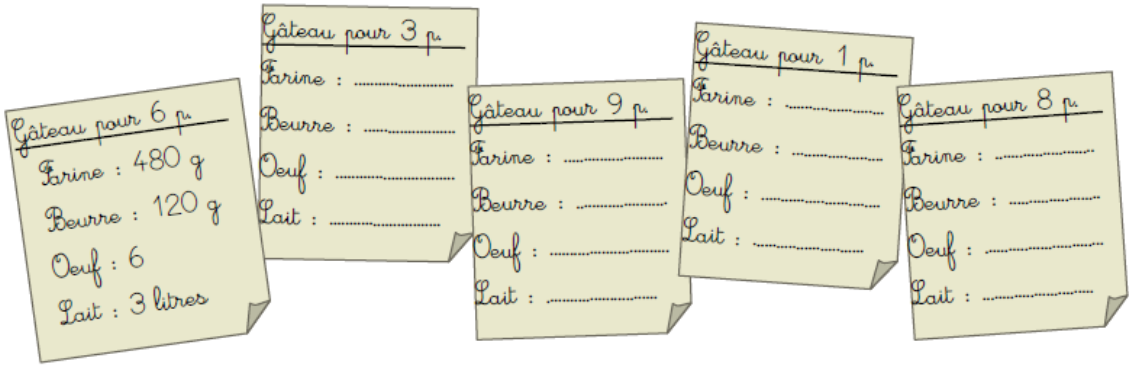 Gâteau pour 6 p.
Farine : 480 g
Beurre : 120 g
Oeuf : 6
Lait : 3 litres
Gâteau pour 3 p.
Farine : ........................
Beurre : ......................
Oeuf : ............................
Lait : .........................
Gâteau pour 9 p.
Farine : ........................
Beurre : ......................
Oeuf : ............................
Lait : ...........................
Gâteau pour 1 p.
Farine : ........................
Beurre : ......................
Oeuf : ............................
Lait : ...........................
Gâteau pour 8 p.
Farine : ........................
Beurre : ......................
Oeuf : ............................
Lait : ...........................